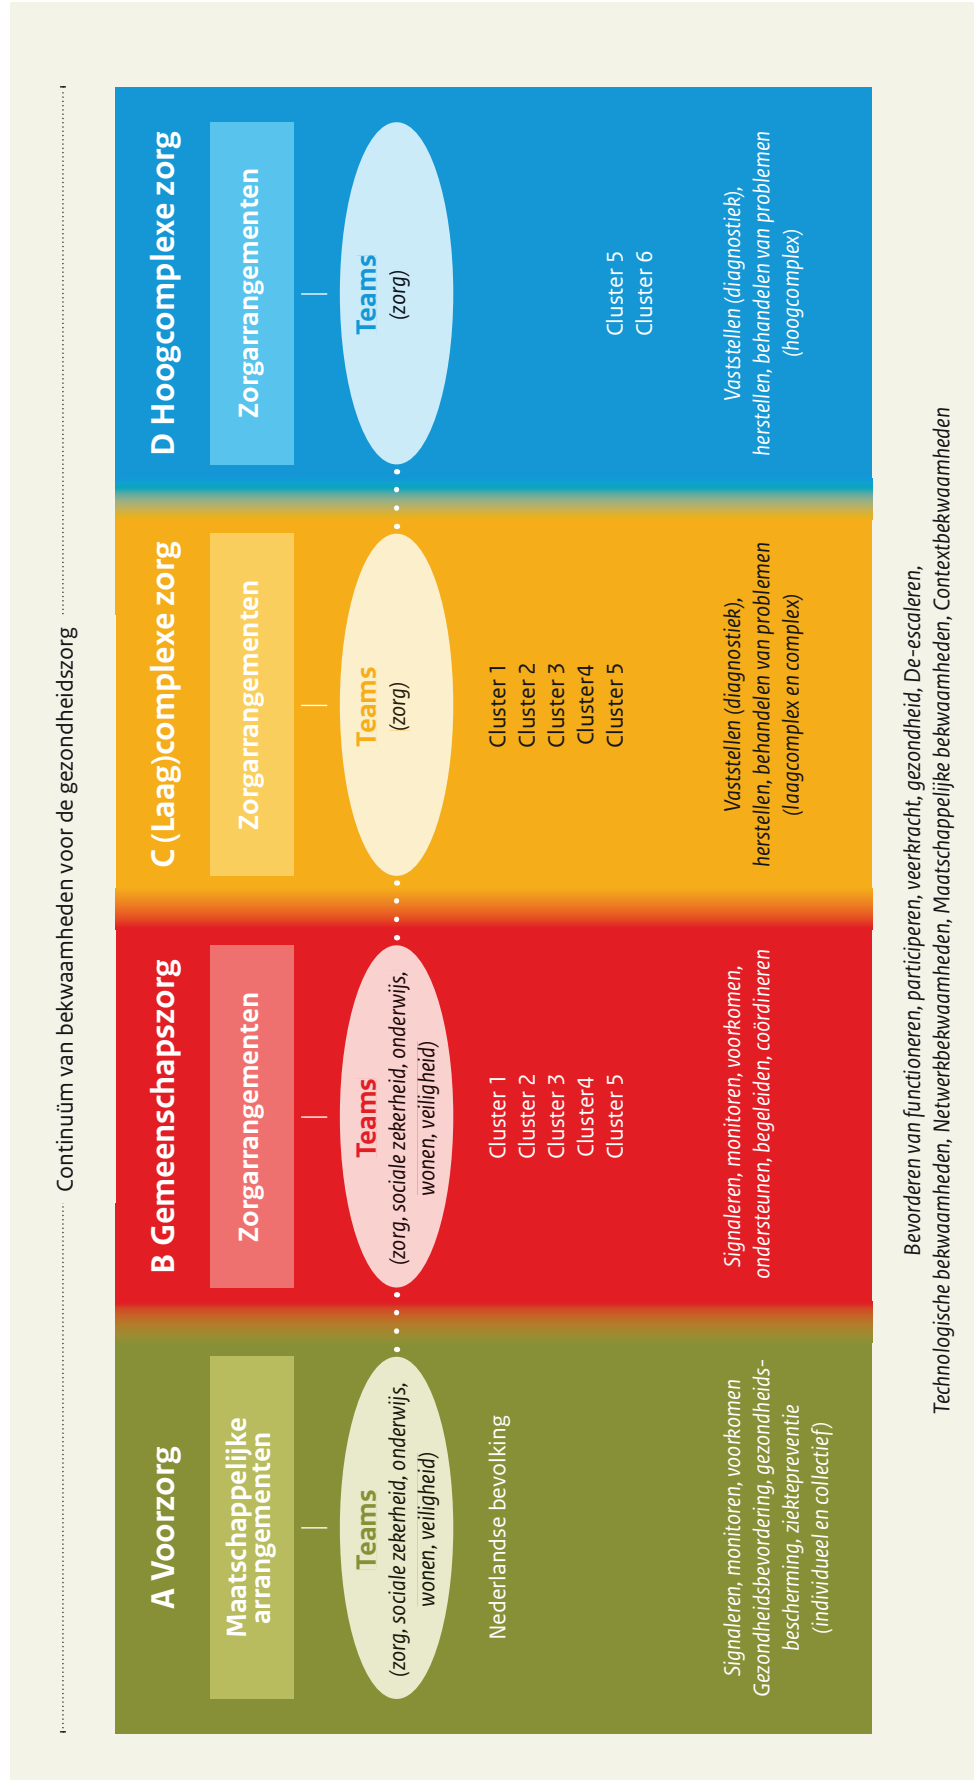 Continuüm van bekwaamheden voor de gezondheidszorg
A Voorzorg
Maatschappelijke
arrangementen
Teams
(zorg, sociale zekerheid, onderwijs,
wonen, veiligheid)
Nederlandse bevolking
Signaleren, monitoren, voorkomen
Gezondheidsbevordering, gezondheids-
bescherming, ziektepreventie
(individueel en collectief)
B Gemeenschapszorg
Zorgarrangementen
Teams
(zorg, sociale zekerheid, onderwijs,
wonen, veiligheid)
Cluster 1
Cluster 2
Cluster 3
Cluster4
Cluster 5
Signaleren, monitoren, voorkomen,
ondersteunen, begeleiden, coördineren
C (Laag)complexe zorg
Zorgarrangementen
Teams
(zorg)
Cluster 1
Cluster 2
Cluster 3
Cluster4
Cluster 5
Vaststellen (diagnostiek),
herstellen, behandelen van problemen
(laagcomplex en complex)
D Hoogcomplexe zorg
Zorgarrangementen
Teams
(zorg)
Cluster 5
Cluster 6
Vaststellen (diagnostiek),
herstellen, behandelen van problemen
(hoogcomplex)
Bevorderen van functioneren, participeren, veerkracht, gezondheid, De-escaleren,
Technologische bekwaamheden, Netwerkbekwaamheden, Maatschappelijke bekwaamheden, Contextbekwaamheden